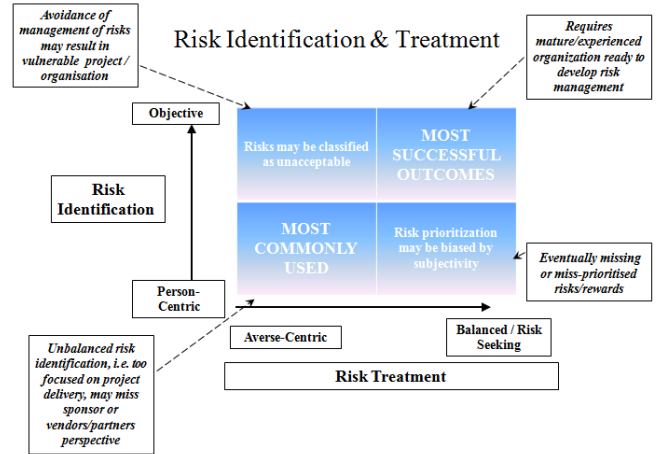 Avoidance of
management of risks
may result in
vulnerable project /
organisation
Risk Identification & Treatment
Requires
mature/experienced
organization ready to
develop risk
management
Objective
Risks may be classified
as unacceptable
MOST
SUCCESSFUL
OUTCOMES
Risk
Identification
MOST
COMMONLY
USED
Risk prioritization
may be biased by
subjectivity
Eventually missing
or miss-prioritised
risks/rewards
Person-
Centric
Averse-Centric
Balanced / Risk
Seeking
Risk Treatment
Unbalanced risk
identification, i.e. too
focused on project
delivery, may miss
sponsor or
vendors/partners
perspective